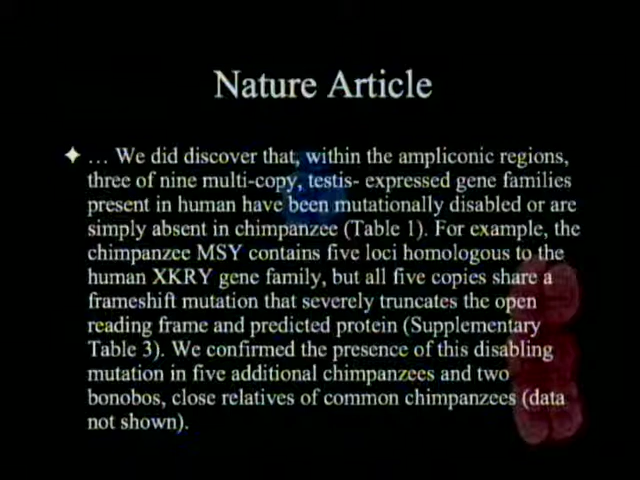 Nature Article
… We did discover that, within the ampliconic regions,
three of nine multi-copy, testis- expressed gene families
present in human have been mutationally disabled or are
simply absent in chimpanzee (Table 1). For example, the
chimpanzee MSY contains five loci homologous to the
human XKRY gene family, but all five copies share a
frameshift mutation that severely truncates the open
reading frame and predicted protein (Supplementary
Table 3). We confirmed the presence of this disabling
mutation in five additional chimpanzees and two
bonobos, close relatives of common chimpanzees (data
not shown).